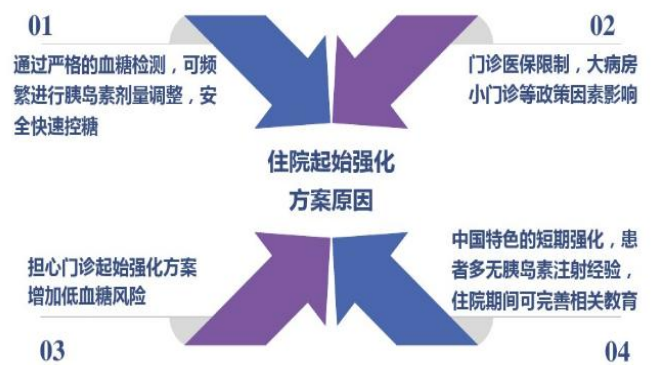 01
通过严格的血糖检测，可频
繁进行胰岛素剂量调整，安
全快速控糖
02
门诊医保限制，大病房
小门诊等政策因素影响
住院起始强化
方案原因
担心门诊起始强化方案
增加低血糖风险
03
中国特色的短期强化，患
者多无胰岛素注射经验，
住院期间可完善相关教育
04